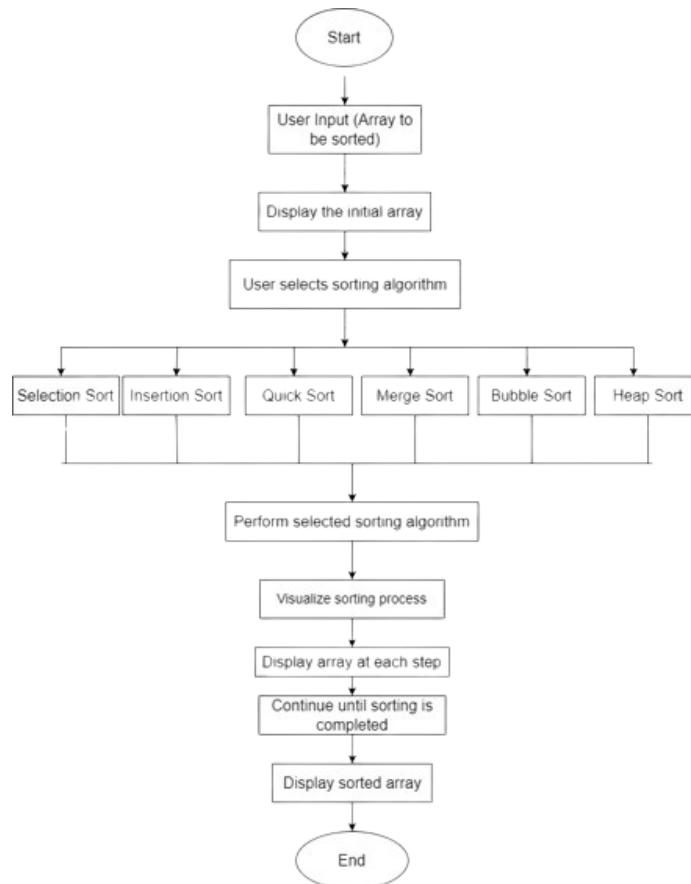 Start
User Input (Array to
be sorted)
Display the initial array
User selects sorting algorithm
Selection Sort
Insertion Sort
Quick Sort
Merge Sort
Bubble Sort
Heap Sort
Perform selected sorting algorithm
Visualize sorting process
Display array at each step
Continue until sorting is
completed
Display sorted array
End